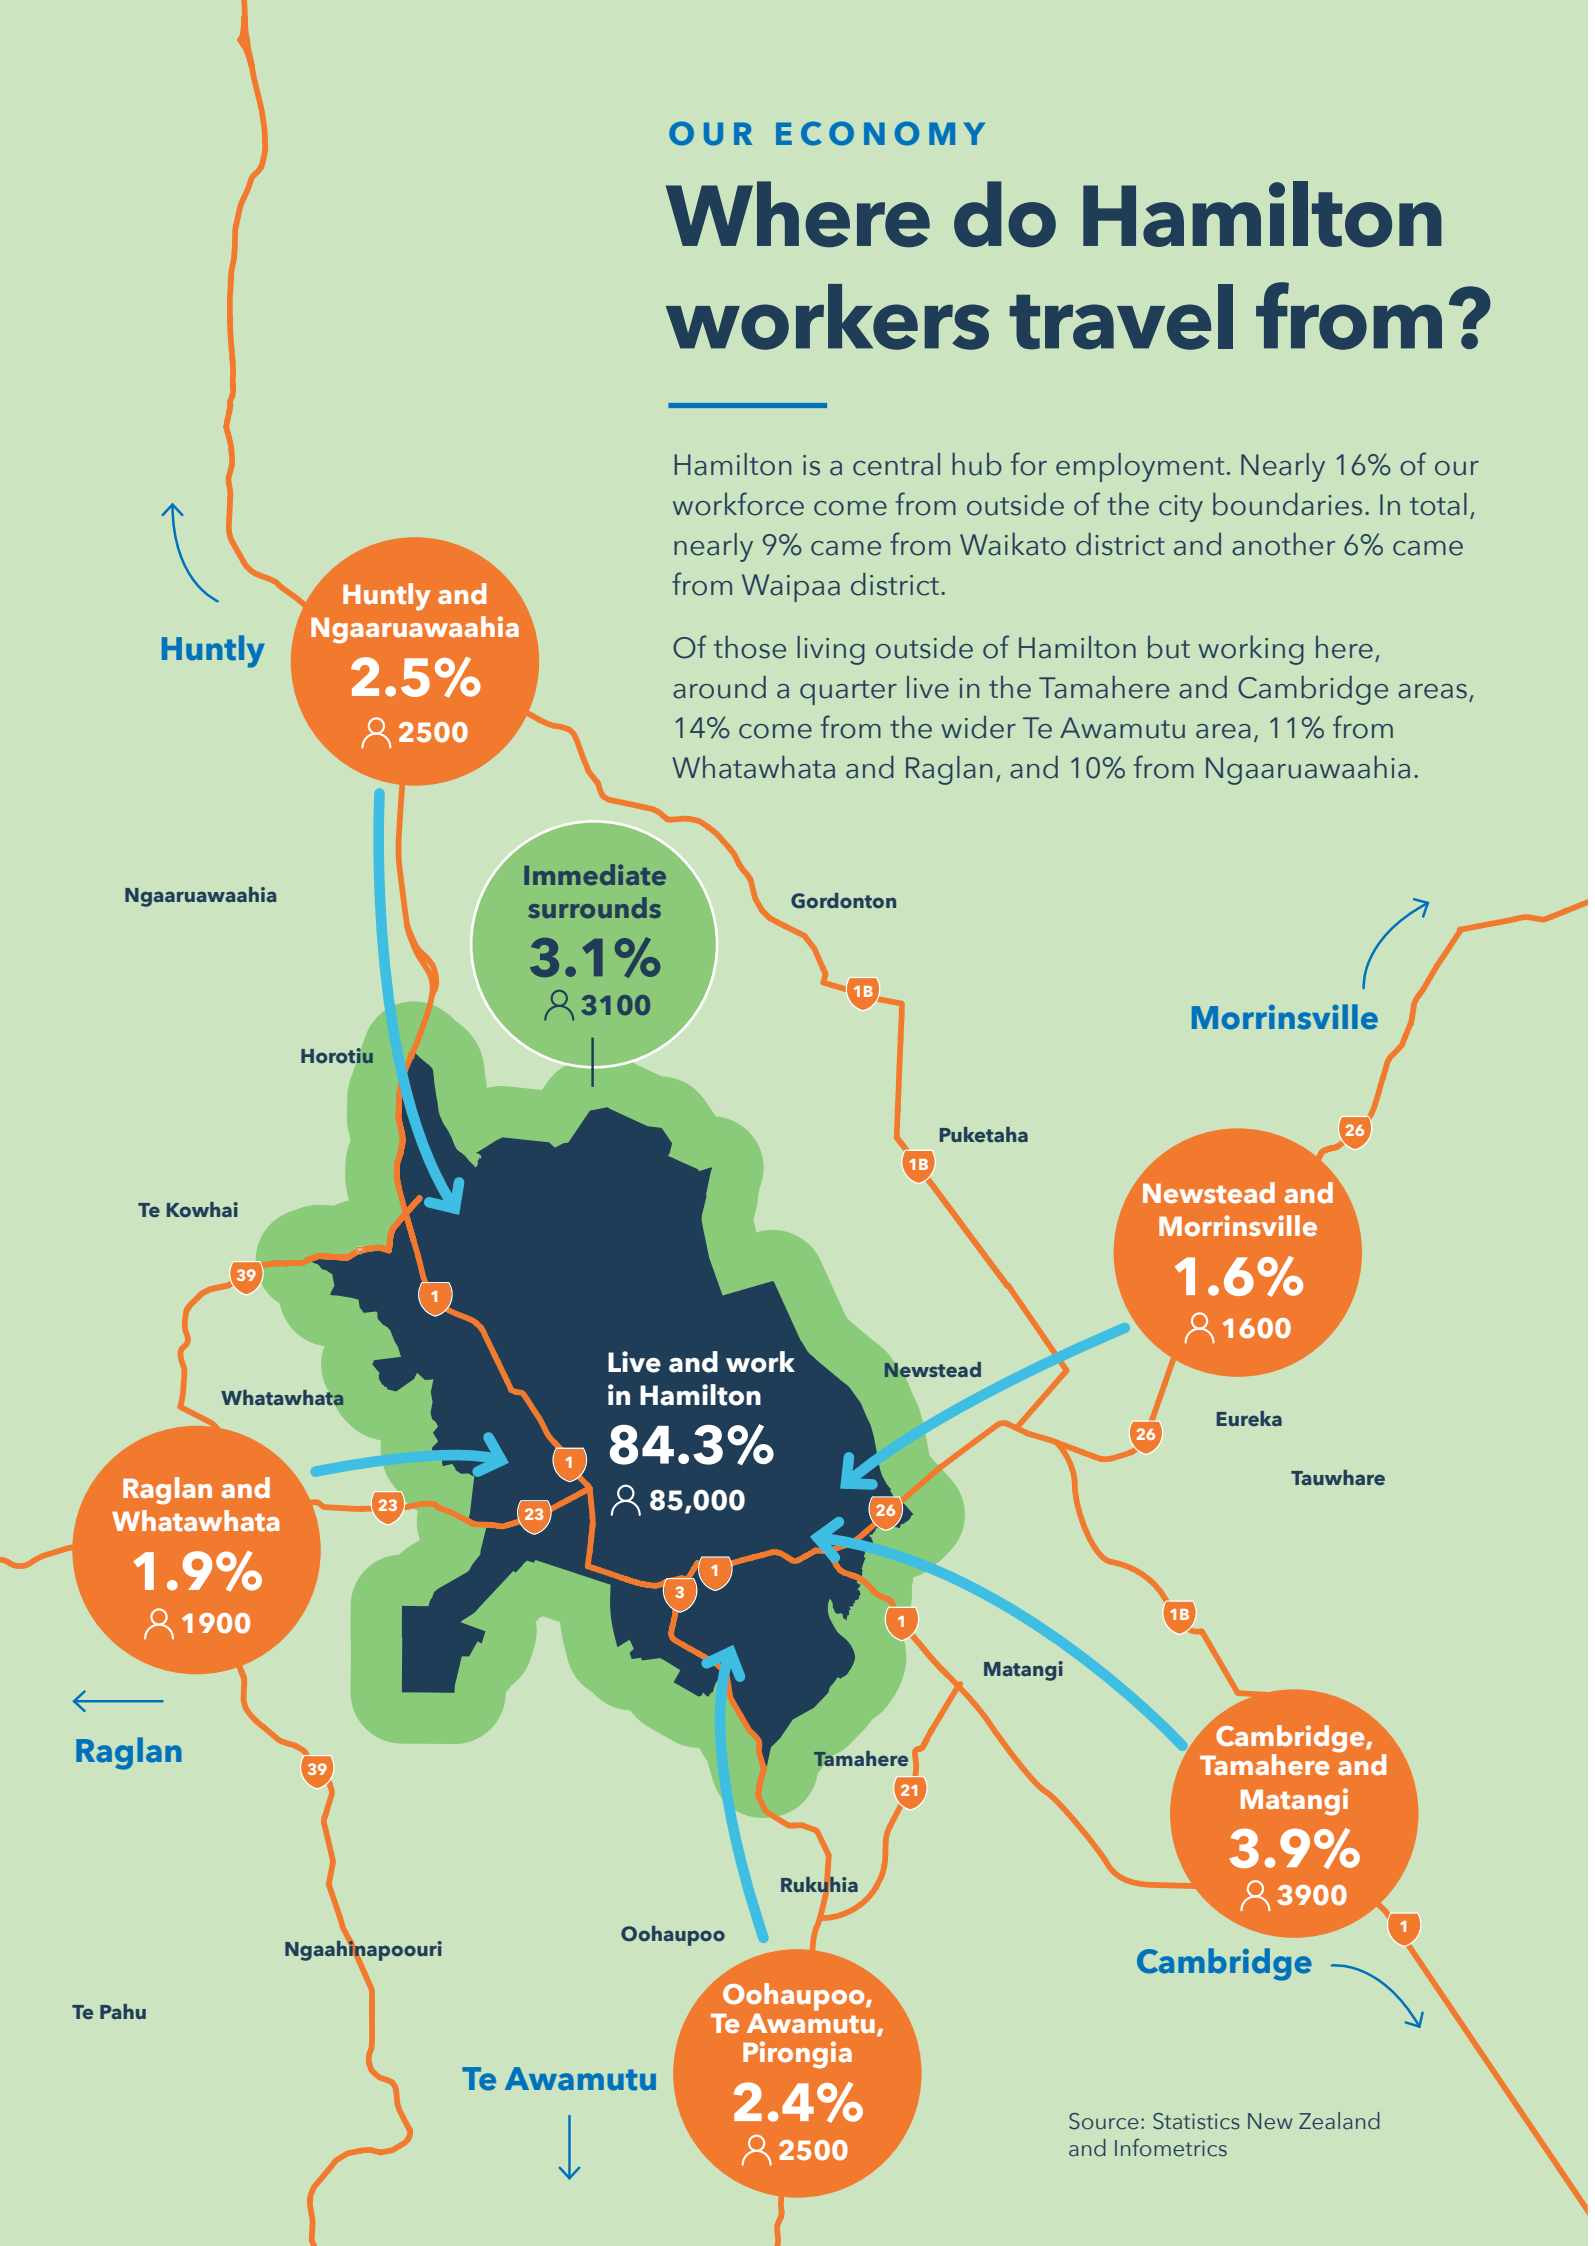 OUR ECONOMY
Where do Hamilton
workers travel from?
Hamilton is a central hub for employment. Nearly 16% of our
workforce come from outside of the city boundaries. In total,
nearly 9% came from Waikato district and another 6% came
from Waipaa district.
Of those living outside of Hamilton but working here,
around a quarter live in the Tamahere and Cambridge areas,
14% come from the wider Te Awamutu area, 11% from
Whatawhata and Raglan, and 10% from Ngaaruawaahia.
Huntly and
Ngaaruawaahia
2.5%
2500
Huntly
Immediate
surrounds
3.1%
3100
Ngaaruawaahia
Gordonton
1B
Morrinsville
Horotiu
Puketaha
1B
26
Newstead and
Morrinsville
1.6%
1600
Te Kowhai
39
1
Live and work
in Hamilton
84.3%
85,000
Newstead
Whatawhata
Eureka
26
Tauwhare
1
23
23
26
Raglan and
Whatawhata
1.9%
1900
1
3
1
1B
Matangi
Raglan
39
Tamahere
21
Cambridge,
Tamahere and
Matangi
3.9%
3900
1
Rukuhia
Oohaupoo
Ngaahinapoouri
Cambridge
Te Pahu
Oohaupoo,
Te Awamutu,
Pirongia
2.4%
2500
Te Awamutu
Source: Statistics New Zealand
and Infometrics